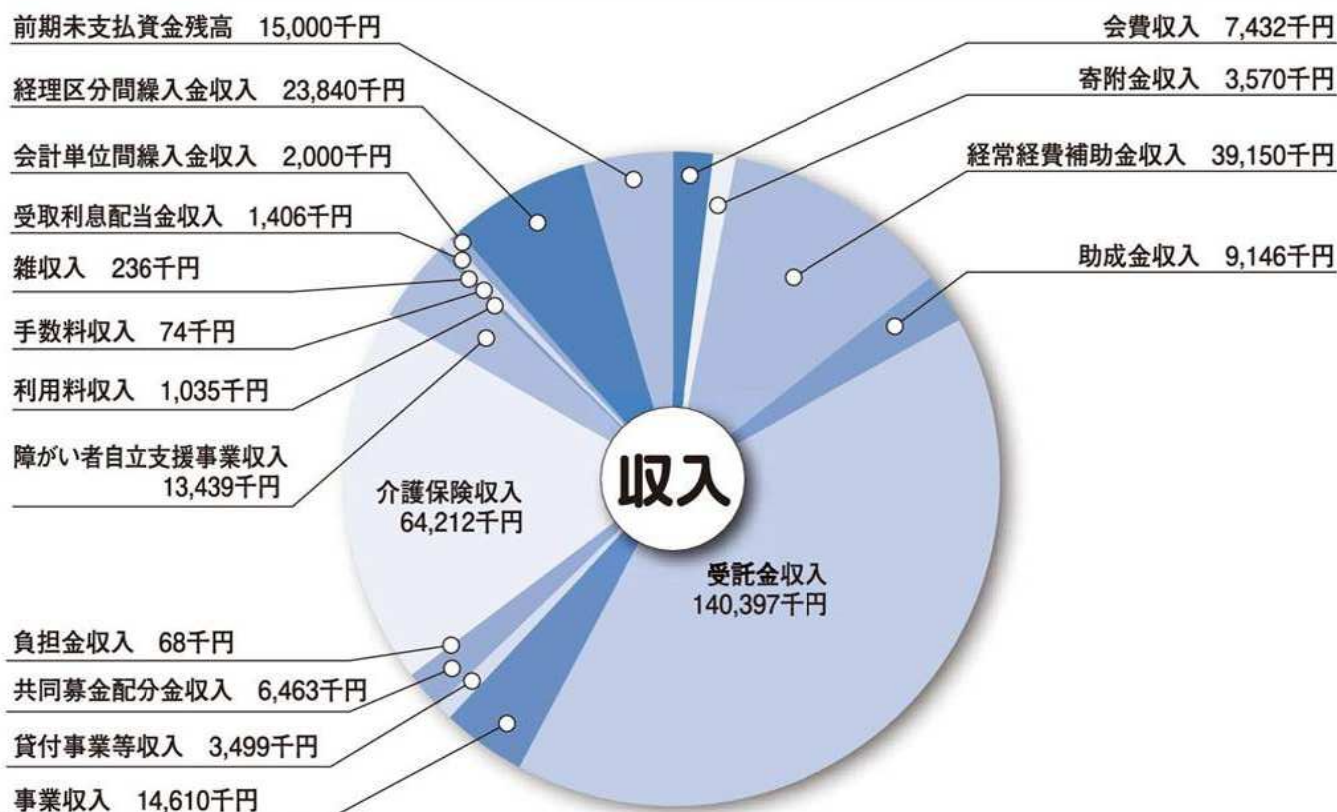 前期未支払資金残高 15,000千円
経理区分間繰入金収入 23,840千円
会計単位間繰入金収入 2,000千円
受取利息配当金収入 1,406千円
雑収入 236千円
手数料収入 74千円
利用料収入 1,035千円
障がい者自立支援事業収入
13,439千円
介護保険収入
64,212千円
負担金収入 68千円
共同募金配分金収入 6,463千円
貸付事業等収入 3,499千円
事業収入 14,610千円
収入
会費収入 7,432千円
寄附金収入 3,570千円
経常経費補助金収入 39,150千円
助成金収入 9,146千円
受託金収入
140,397千円